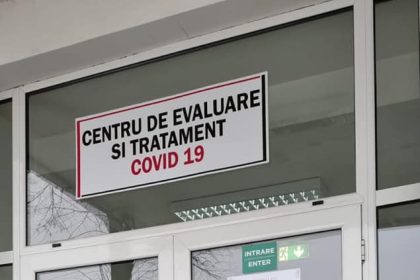 CENTRU DE EVALUARE
SI TRATAMENT
COVID 19
INTRARE
ENTER